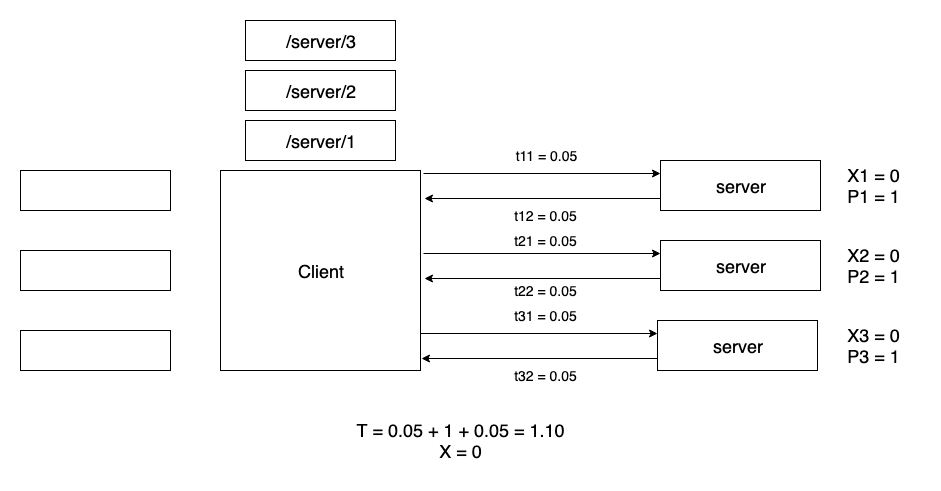 /server/3
/server/2
/server/1
t11 = 0.05
server
X1 = 0
P1 = 1
t12 = 0.05
t21 = 0.05
Client
server
X2 = 0
P2 = 1
t22 = 0.05
t31 = 0.05
server
X3 = 0
P3 = 1
t32 = 0.05
T = 0.05 + 1 + 0.05 = 1.10
X = 0